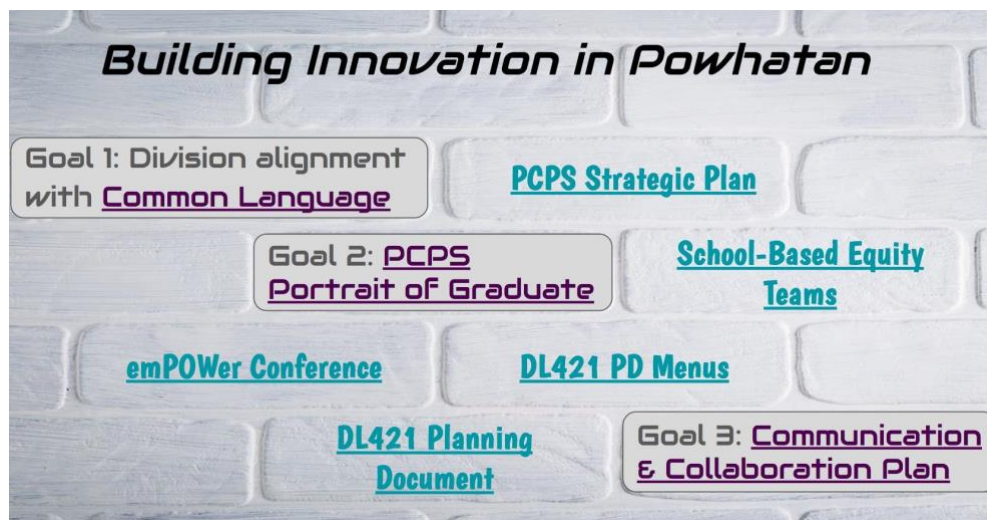 Building Innovation in Powhatan
Goal 1: Division alignment
with Common Language
PCPS Strategic Plan
Goal 2: PCPS
Portrait of Graduate
School-Based Equity
Teams
emPOWer Conference
DL421 PD Menus
DL421 Planning
Document
Goal 3: Communication
& Collaboration Plan